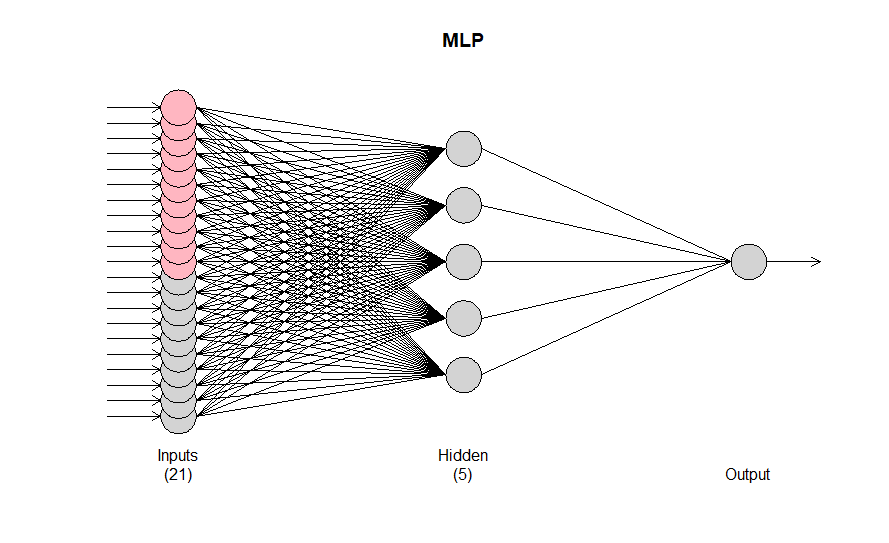 MLP
Inputs
(21)
Hidden
(5)
Output